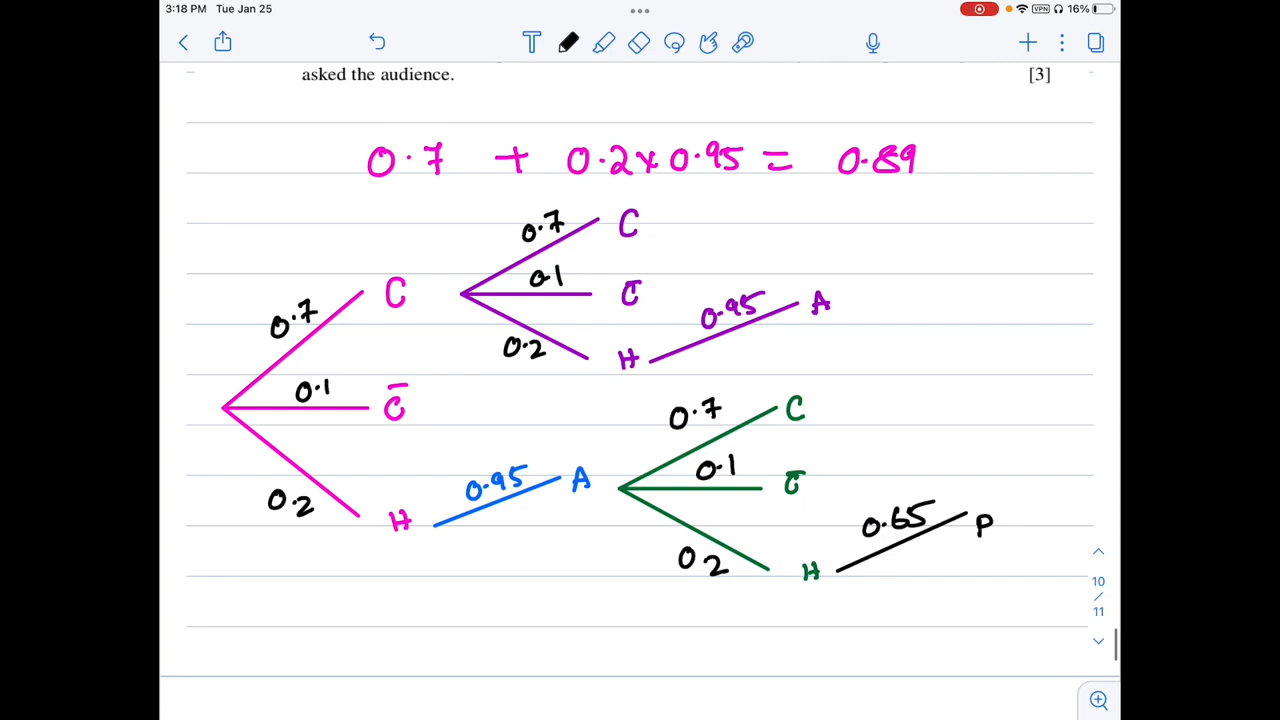 3:18 PM Tue Jan 25
VPN 16%
T
asked the audience. [3]
0.7 + 0.2 x 0.95 = 0.89
0.7 C
0.1 C̄
0.2 H 0.95 A
0.7 C
0.1 C̄
0.2 H 0.95 A
0.7 C
0.1 C̄
0.2 H 0.65 P
10
/
11